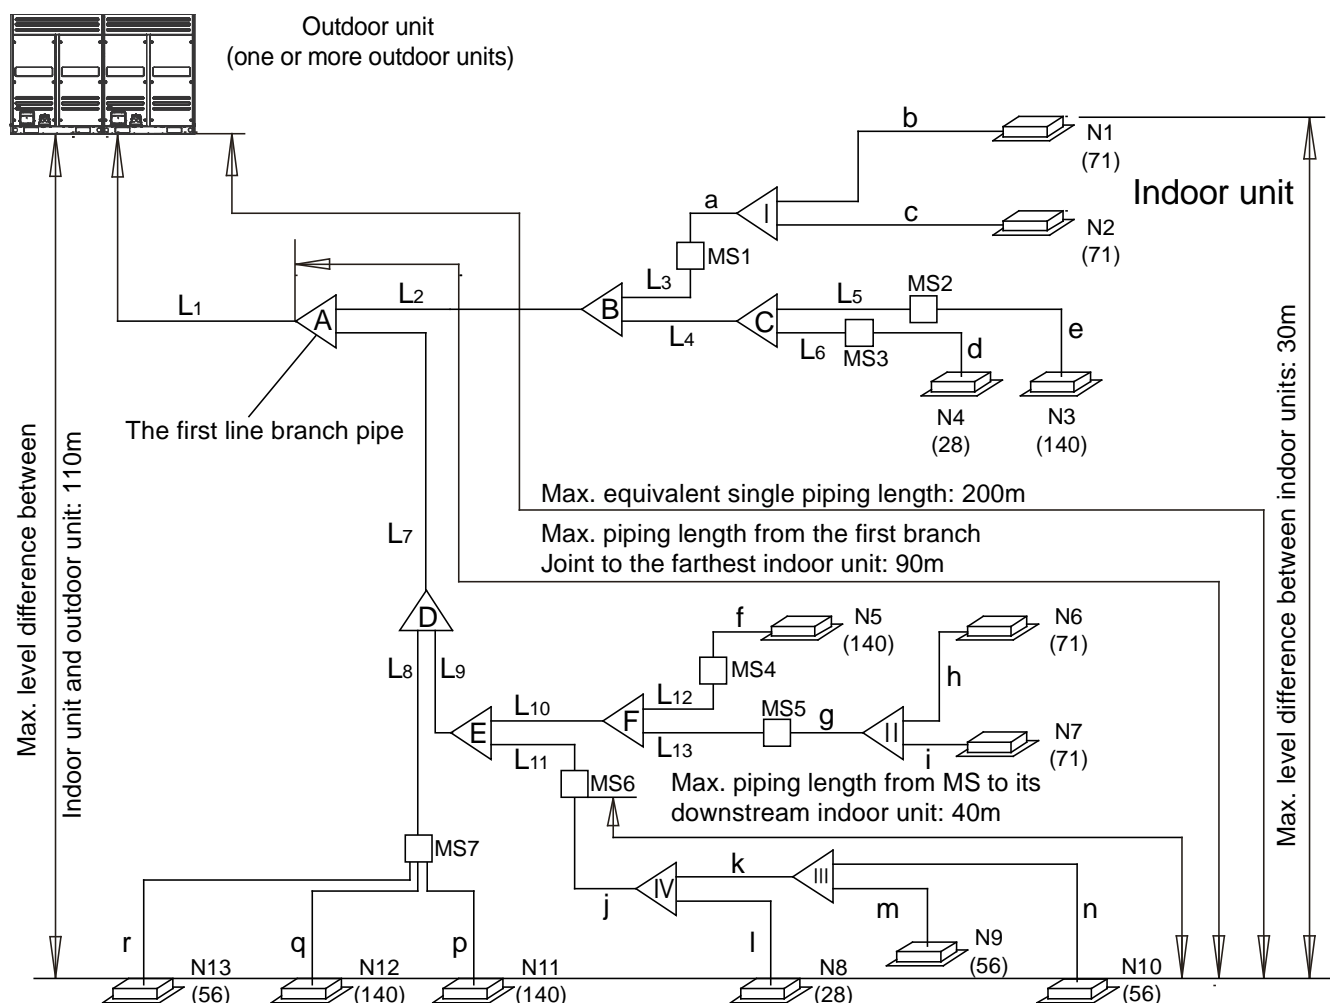 Outdoor unit
(one or more outdoor units)
b
N1
(71)
Indoor unit
a
I
c
N2
(71)
MS1
L3
MS2
L1
A
L2
B
L5
C
L4
L6
MS3
d
e
N4
(28)
N3
(140)
The first line branch pipe
Max. equivalent single piping length: 200m
Max. piping length from the first branch
Joint to the farthest indoor unit: 90m
Max. level difference between
Indoor unit and outdoor unit: 110m
Max. level difference between indoor units: 30m
L7
D
L8
L9
f
N5
(140)
N6
(71)
MS4
h
L10
L12
MS5
g
E
F
II
L11
L13
i
N7
(71)
MS6
Max. piping length from MS to its
downstream indoor unit: 40m
MS7
k
III
IV
j
m
n
r
q
p
l
N9
(56)
N13
(56)
N12
(140)
N11
(140)
N8
(28)
N10
(56)